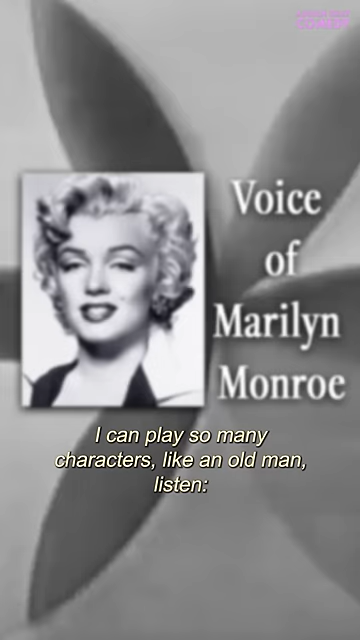 Voice
of
Marilyn
Monroe
I can play so many
characters, like an old man,
listen: